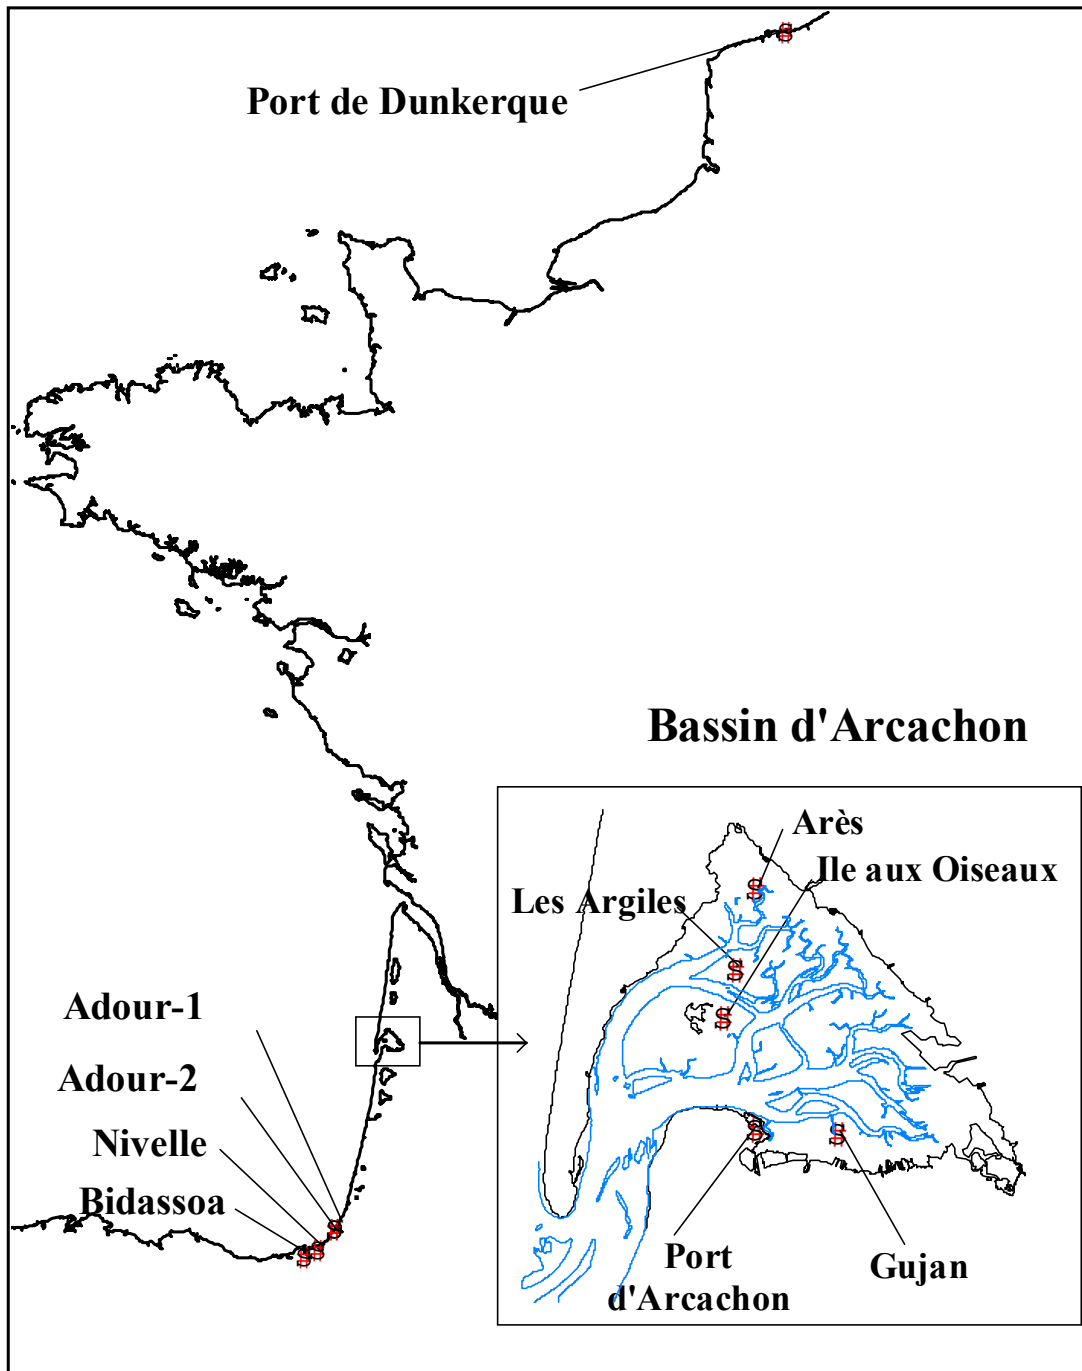 Port de Dunkerque
Bassin d'Arcachon
Arès
Ile aux Oiseaux
Les Argiles
Adour-1
Adour-2
Nivelle
Bidassoa
Port
d'Arcachon
Gujan